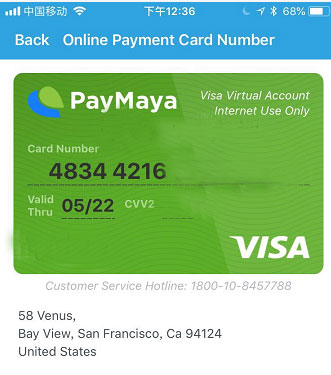 中国移动 下午12:36 68%
Back Online Payment Card Number
PayMaya
Visa Virtual Account
Internet Use Only
Card Number
4834 4216
Valid Thru 05/22 CVV2
VISA
Customer Service Hotline: 1800-10-8457788
58 Venus,
Bay View, San Francisco, Ca 94124
United States